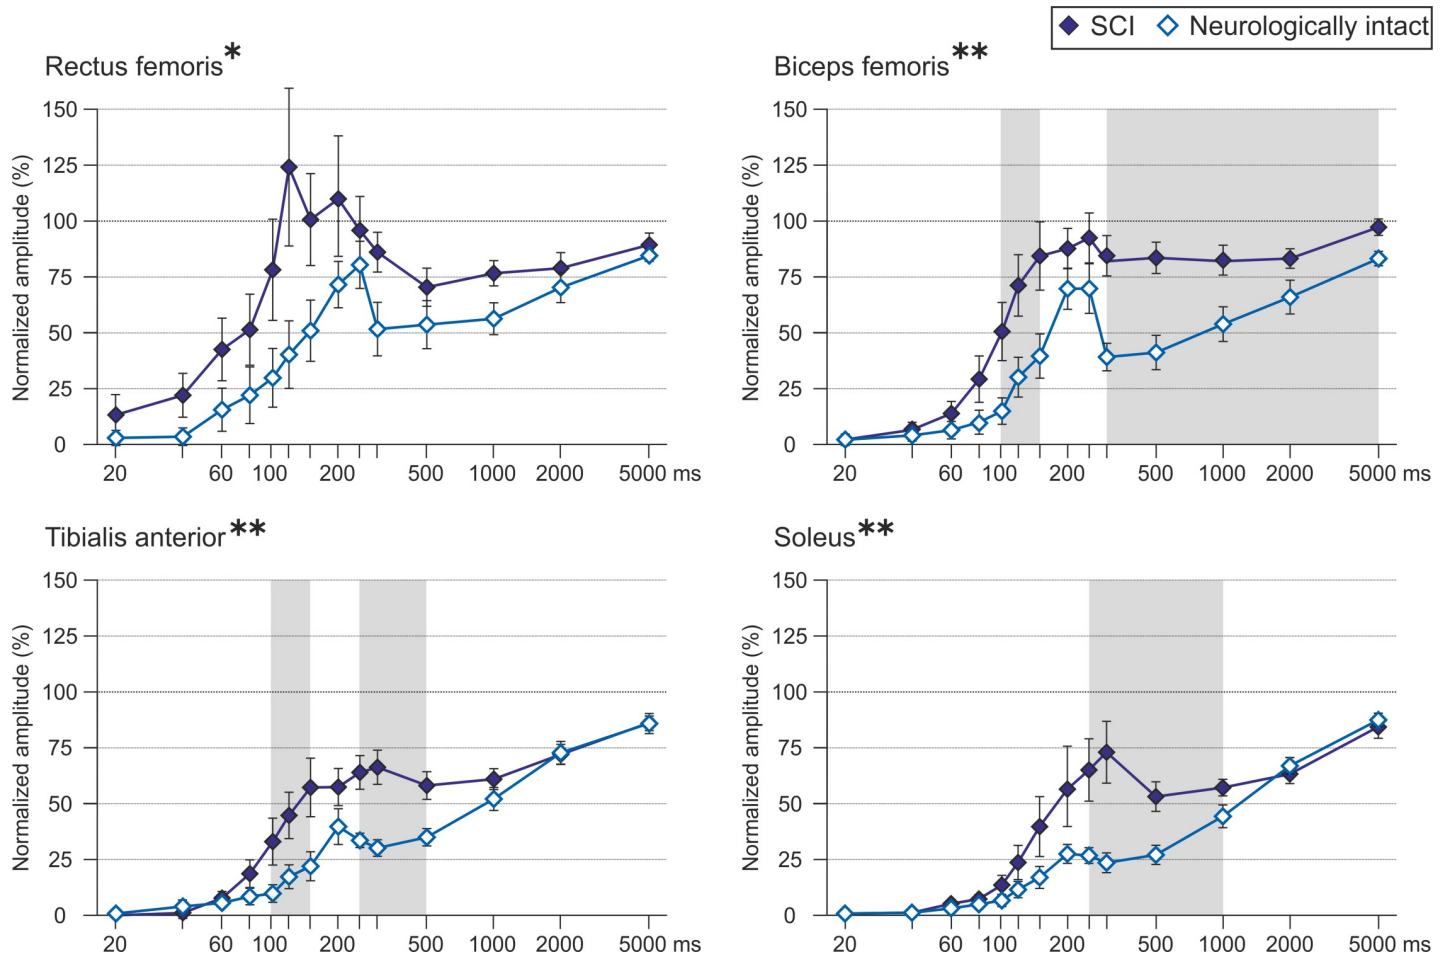 SCI Neurologically intact
Rectus femoris*
Normalized amplitude (%)
150
125
100
75
50
25
0
20 60 100 200 500 1000 2000 5000 ms
Biceps femoris**
Normalized amplitude (%)
150
125
100
75
50
25
0
20 60 100 200 500 1000 2000 5000 ms
Tibialis anterior**
Normalized amplitude (%)
150
125
100
75
50
25
0
20 60 100 200 500 1000 2000 5000 ms
Soleus**
Normalized amplitude (%)
150
125
100
75
50
25
0
20 60 100 200 500 1000 2000 5000 ms